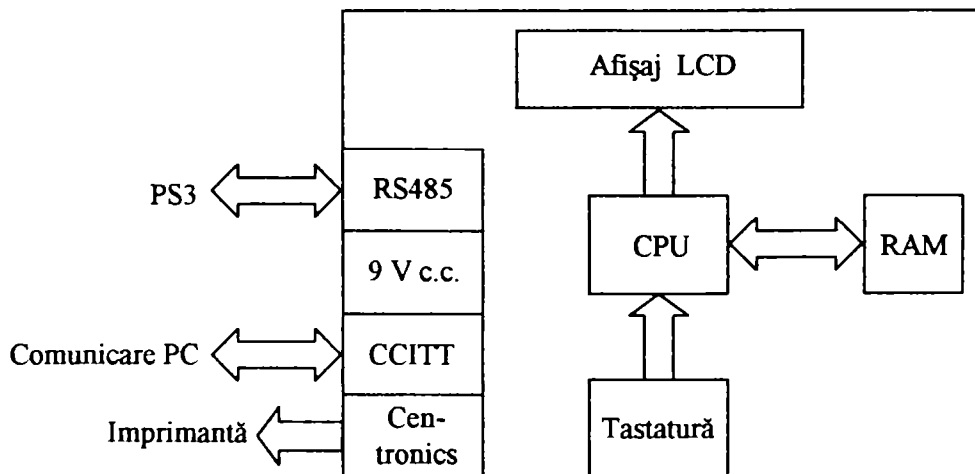 Afişaj LCD
PS3
RS485
CPU
RAM
9 V c.c.
Comunicare PC
CCITT
Imprimantă
Cen-
tronics
Tastatură